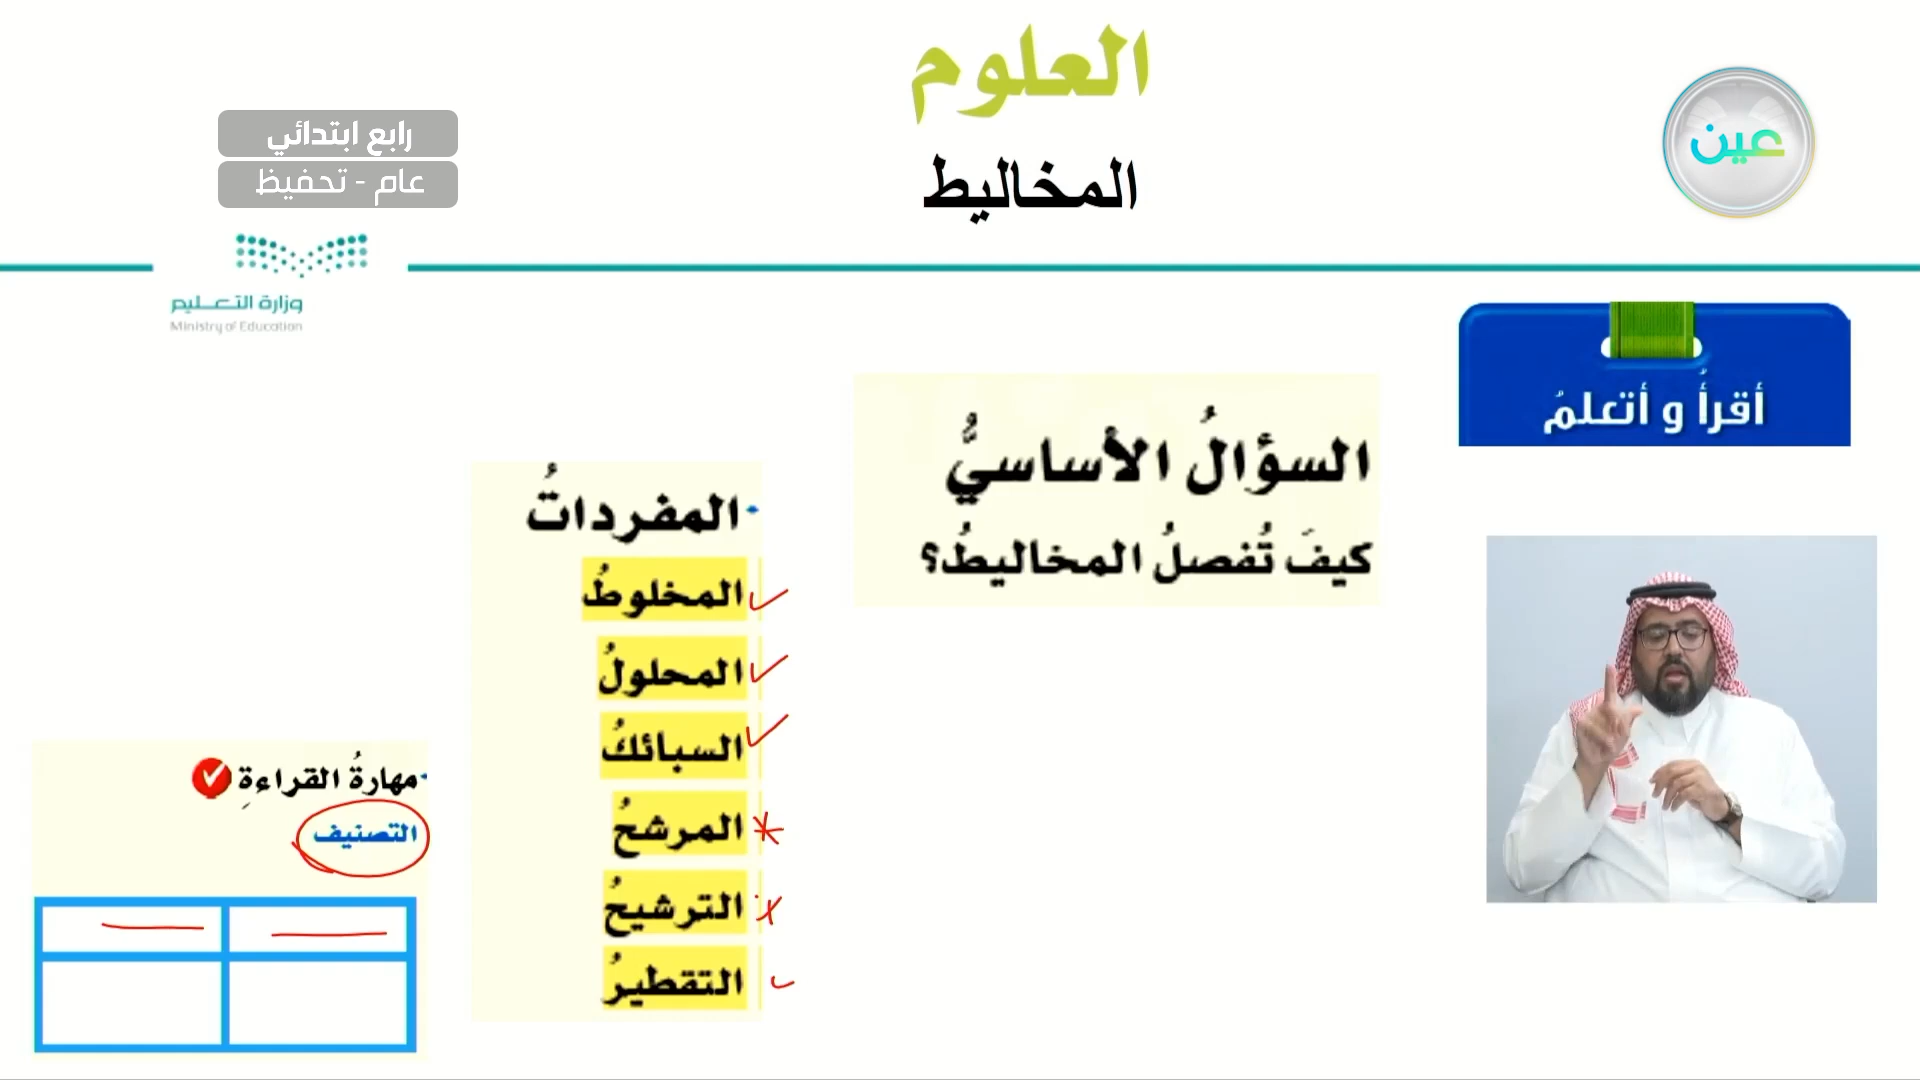 العلوم
المخاليط
عين
رابع ابتدائي
عام - تحفيظ
وزارة التعـــليم
Ministry of Education
أقرأُ و أتعلمُ
السؤالُ الأساسيُّ
كيفَ تُفصلُ المخاليطُ؟
المفرداتُ
المخلوطُ
المحلولُ
السبائكُ
المرشحُ
الترشيحُ
التقطيرُ
مهارةُ القراءةِ
التصنيف